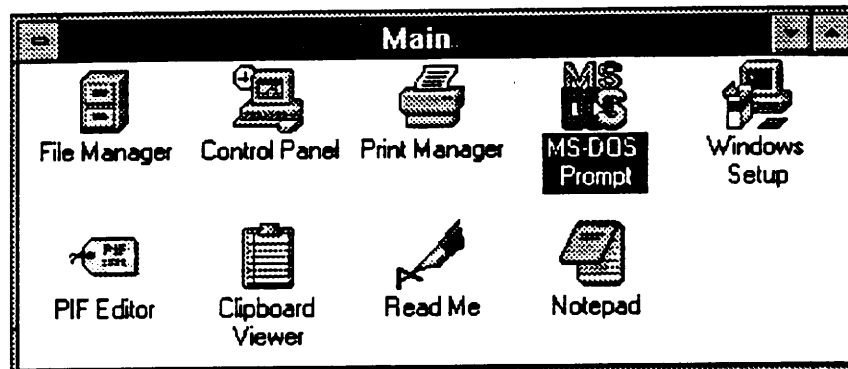 Main
MS
DOS
File Manager
Control Panel
Print Manager
MS-DOS
Prompt
Windows
Setup
PIF
PIF Editor
Clipboard
Viewer
Read Me
Notepad